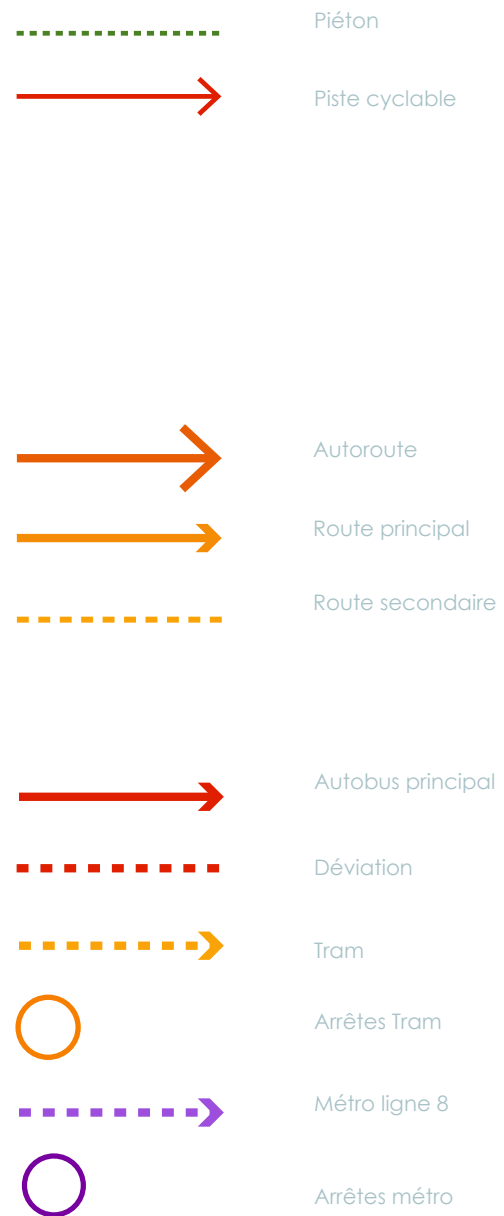 Piéton
Piste cyclable
Autoroute
Route principal
Route secondaire
Autobus principal
Déviation
Tram
Arrêtes Tram
Métro ligne 8
Arrêtes métro